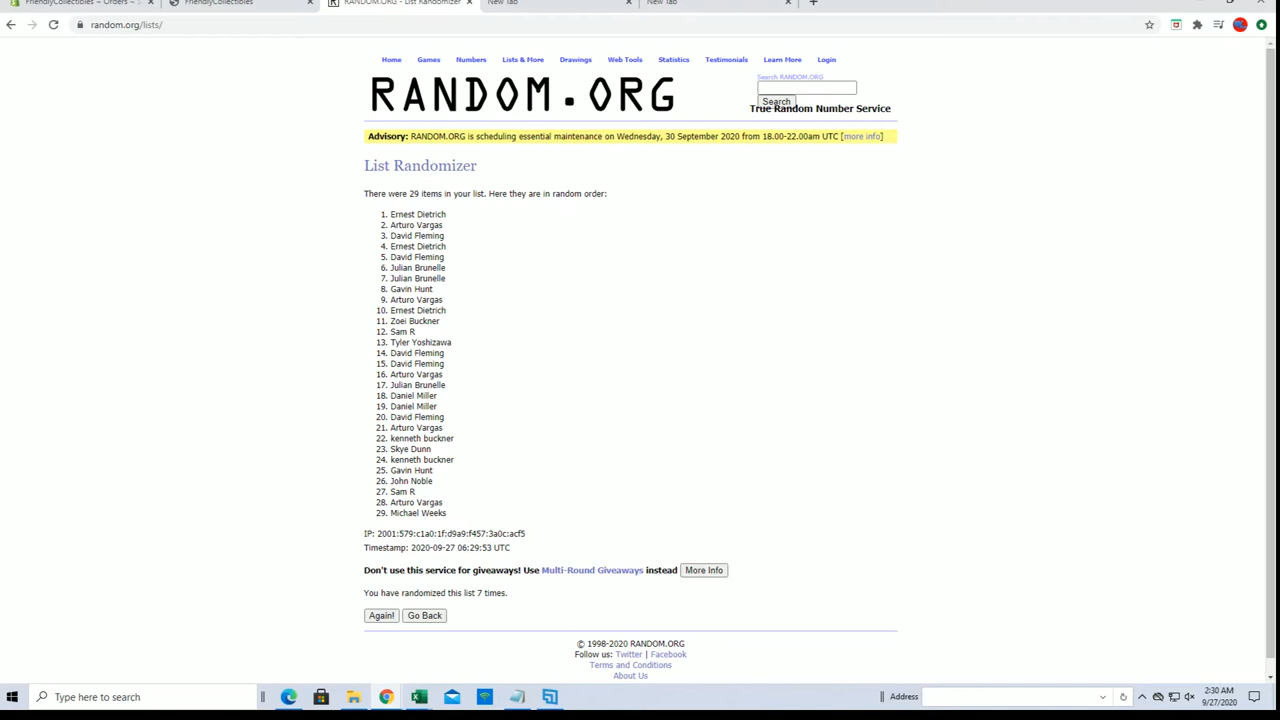 FriendlyCollectibles – Orders –
FriendlyCollectibles
RANDOM.ORG - List Randomizer
New Tab
New Tab
random.org/lists/
Home Games Numbers Lists & More Drawings Web Tools Statistics Testimonials Learn More Login
RANDOM.ORG
Search RANDOM.ORG
Search
True Random Number Service
Advisory: RANDOM.ORG is scheduling essential maintenance on Wednesday, 30 September 2020 from 18.00-22.00am UTC [more info]
List Randomizer
There were 29 items in your list. Here they are in random order:
1. Ernest Dietrich
2. Arturo Vargas
3. David Fleming
4. Ernest Dietrich
5. David Fleming
6. Julian Brunelle
7. Julian Brunelle
8. Gavin Hunt
9. Arturo Vargas
10. Ernest Dietrich
11. Zoei Buckner
12. Sam R
13. Tyler Yoshizawa
14. David Fleming
15. David Fleming
16. Arturo Vargas
17. Julian Brunelle
18. Daniel Miller
19. Daniel Miller
20. David Fleming
21. Arturo Vargas
22. kenneth buckner
23. Skye Dunn
24. kenneth buckner
25. Gavin Hunt
26. John Noble
27. Sam R
28. Arturo Vargas
29. Michael Weeks
IP: 2001:579:c1a0:1f:d9a9:f457:3a0c:acf5
Timestamp: 2020-09-27 06:29:53 UTC
Don't use this service for giveaways! Use Multi-Round Giveaways instead More Info
You have randomized this list 7 times.
Again! Go Back
© 1998-2020 RANDOM.ORG
Follow us: Twitter | Facebook
Terms and Conditions
About Us
Type here to search
Address
2:30 AM
9/27/2020